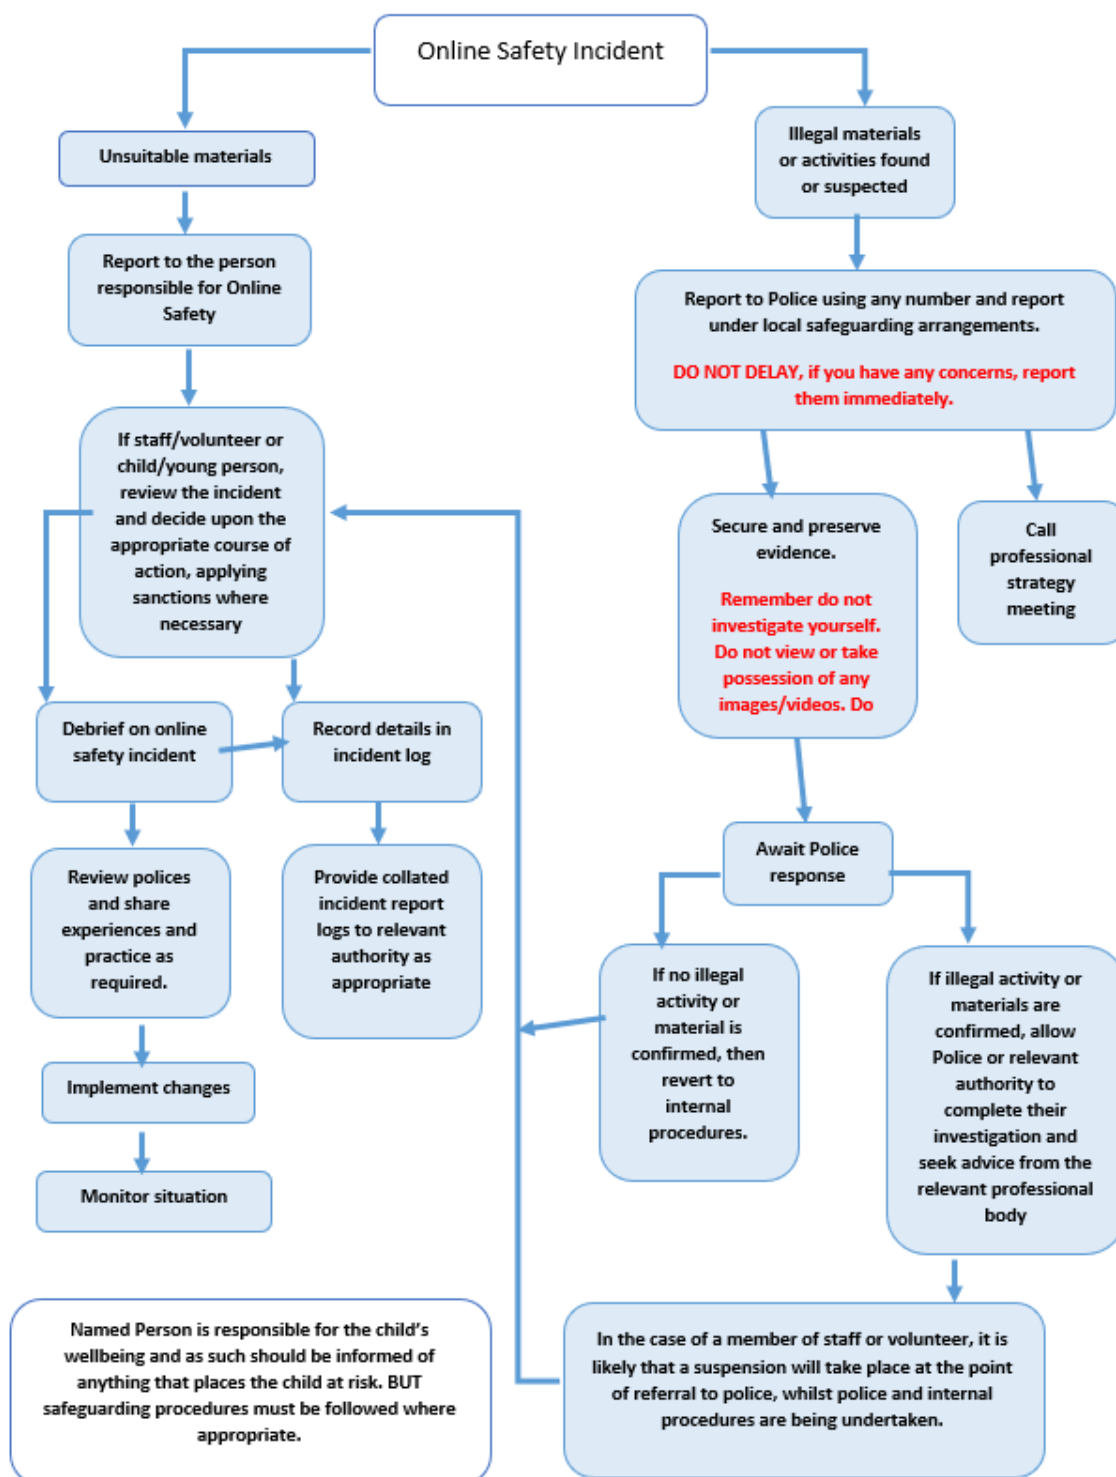 Online Safety Incident
Unsuitable materials
Illegal materials
or activities found
or suspected
Report to the person
responsible for Online
Safety
Report to Police using any number and report
under local safeguarding arrangements.
DO NOT DELAY, if you have any concerns, report
them immediately.
If staff/volunteer or
child/young person,
review the incident
and decide upon the
appropriate course of
action, applying
sanctions where
necessary
Secure and preserve
evidence.
Remember do not
investigate yourself.
Do not view or take
possession of any
images/videos. Do
Call
professional
strategy
meeting
Debrief on online
safety incident
Record details in
incident log
Await Police
response
Review polices
and share
experiences and
practice as
required.
Provide collated
incident report
logs to relevant
authority as
appropriate
If no illegal
activity or
material is
confirmed, then
revert to
internal
procedures.
If illegal activity or
materials are
confirmed, allow
Police or relevant
authority to
complete their
investigation and
seek advice from the
relevant professional
body
Implement changes
Monitor situation
Named Person is responsible for the child’s
wellbeing and as such should be informed of
anything that places the child at risk. BUT
safeguarding procedures must be followed where
appropriate.
In the case of a member of staff or volunteer, it is
likely that a suspension will take place at the point
of referral to police, whilst police and internal
procedures are being undertaken.